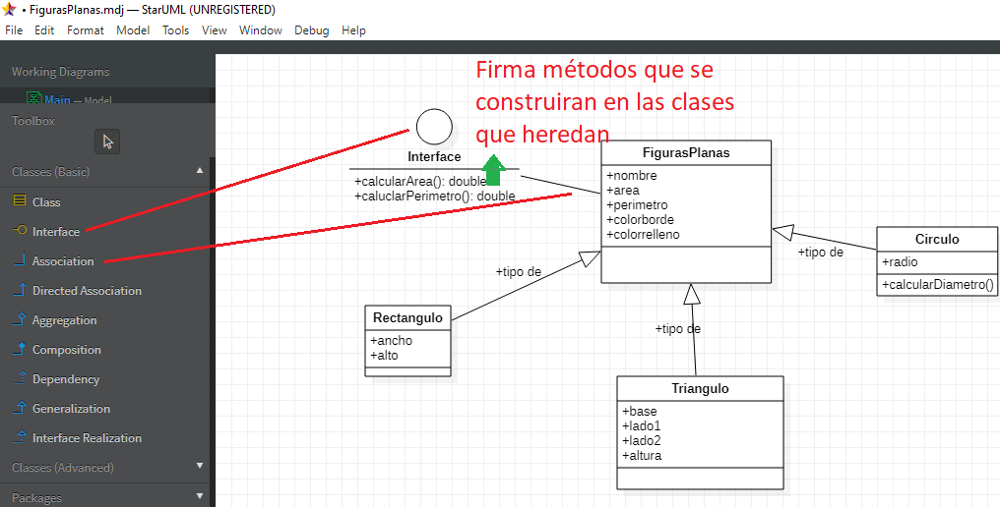 • FigurasPlanas.mdj — StarUML (UNREGISTERED)
File Edit Format Model Tools View Window Debug Help
Working Diagrams
Main — Model
Toolbox
Classes (Basic)
Class
Interface
Association
Directed Association
Aggregation
Composition
Dependency
Generalization
Interface Realization
Classes (Advanced)
Packages
Firma métodos que se
construiran en las clases
que heredan
Interface
+calcularArea(): double
+caluclarPerimetro(): double
FigurasPlanas
+nombre
+area
+perimetro
+colorborde
+colorrelleno
+tipo de
+tipo de
+tipo de
Circulo
+radio
+calcularDiametro()
Rectangulo
+ancho
+alto
Triangulo
+base
+lado1
+lado2
+altura